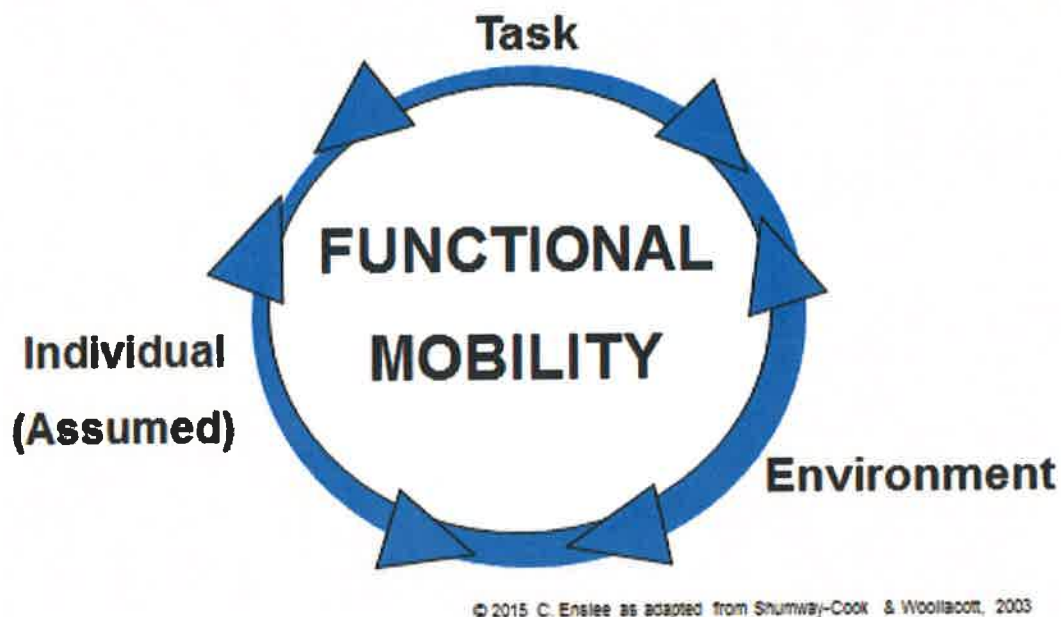 Task
FUNCTIONAL
MOBILITY
Individual
(Assumed)
Environment
© 2015 C. Enslee as adapted from Shumway-Cook & Woollacott, 2003